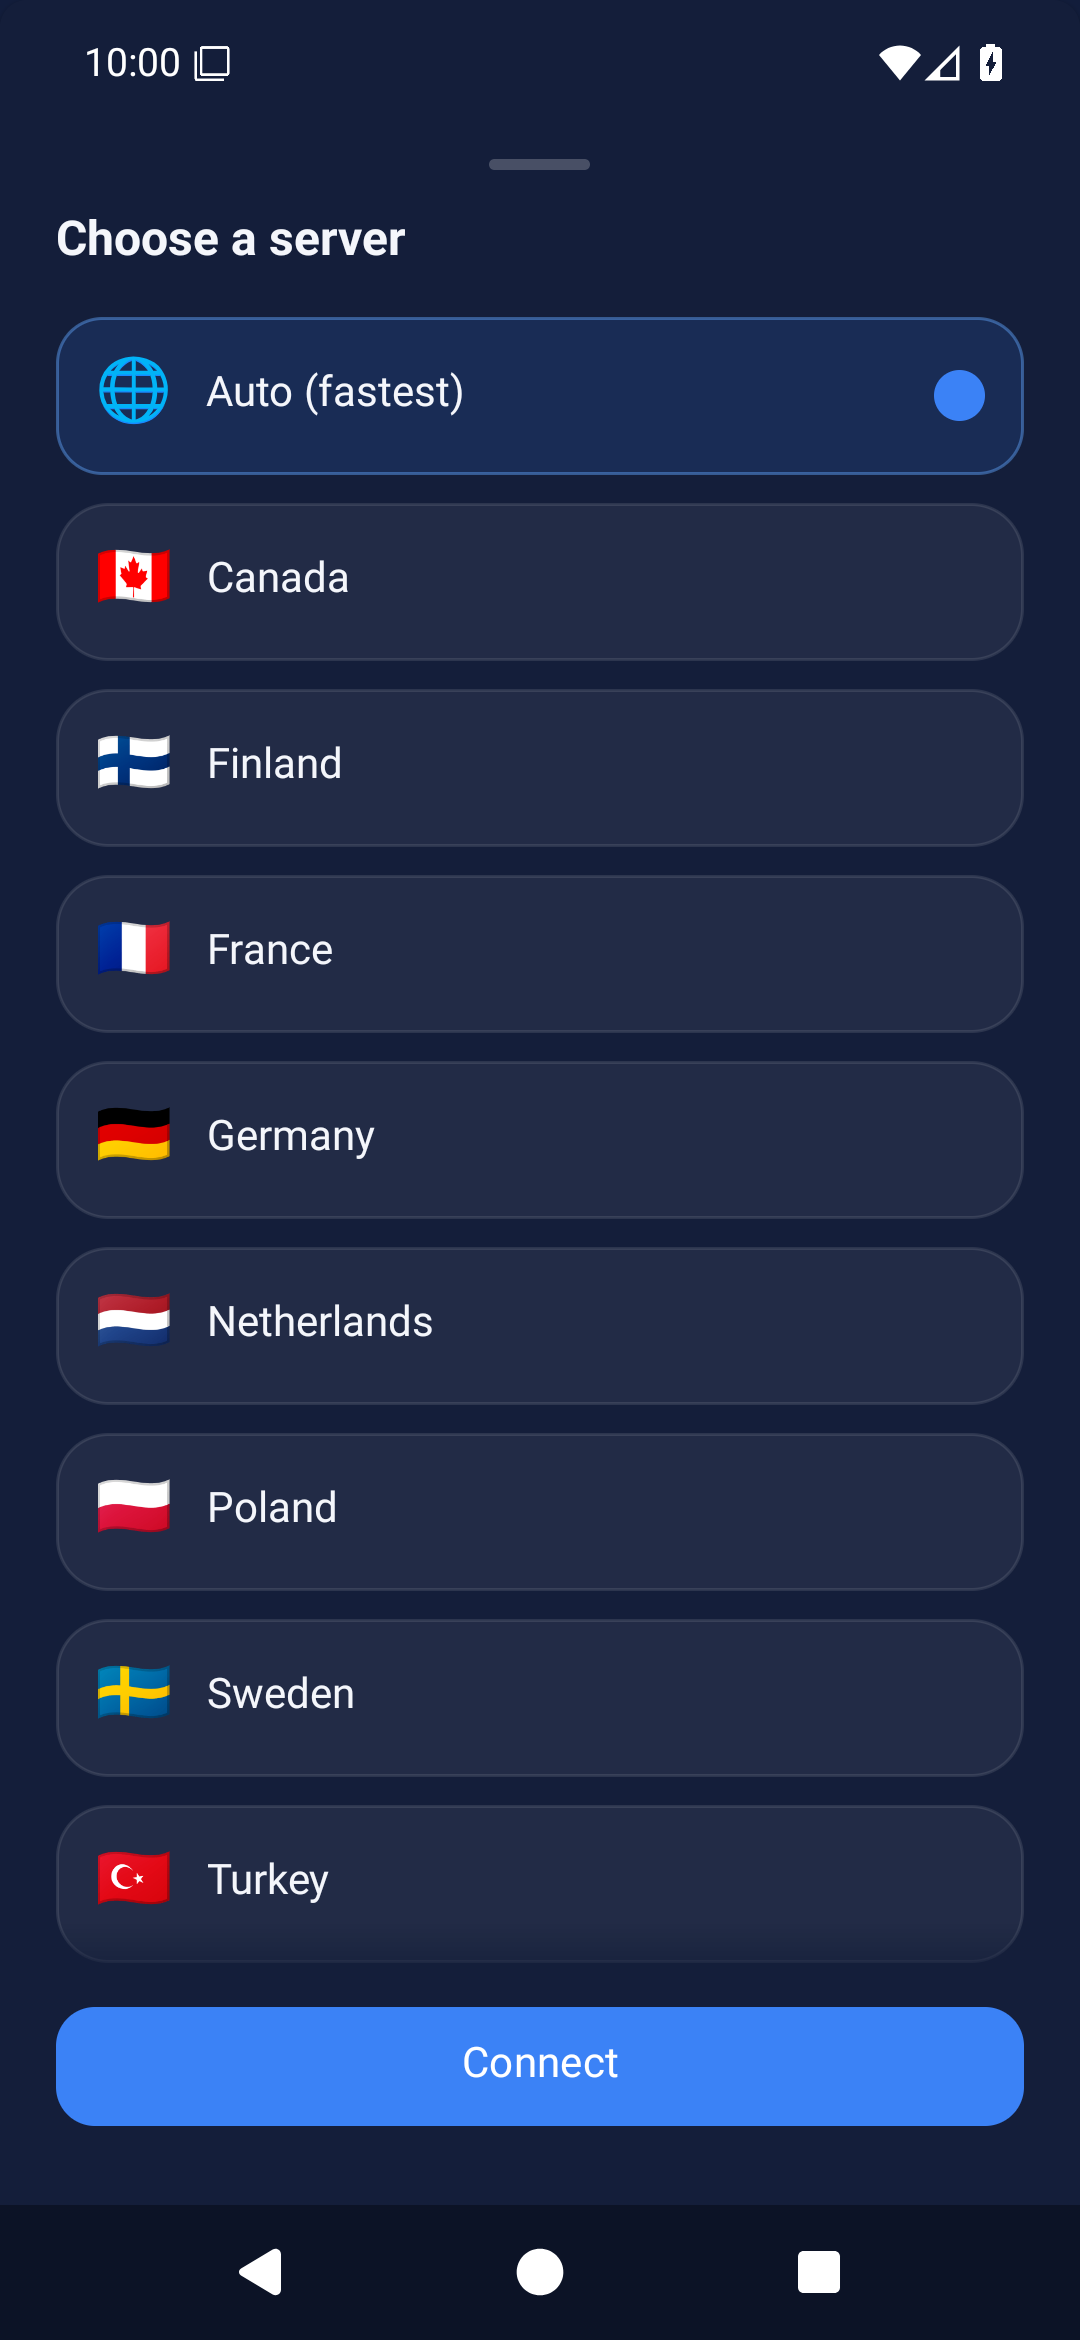 10:00
Choose a server
Auto (fastest)
Canada
Finland
France
Germany
Netherlands
Poland
Sweden
Turkey
Connect